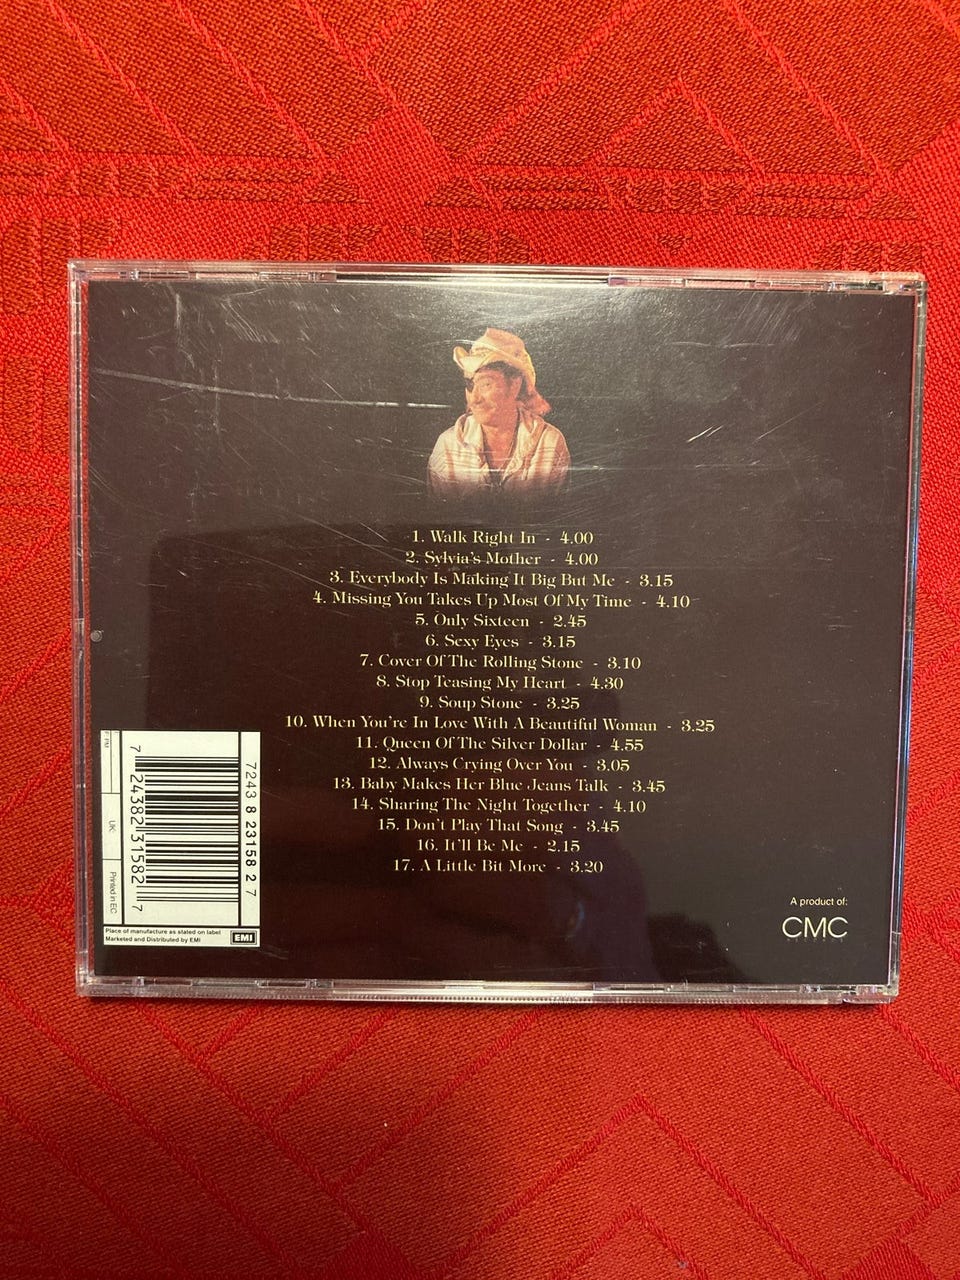 1. Walk Right In - 4.00
2. Sylvia's Mother - 4.00
3. Everybody Is Making It Big But Me - 3.15
4. Missing You Takes Up Most Of My Time - 4.10
5. Only Sixteen - 2.45
6. Sexy Eyes - 3.15
7. Cover Of The Rolling Stone - 3.10
8. Stop Teasing My Heart - 4.30
9. Soup Stone - 3.25
10. When You're In Love With A Beautiful Woman - 3.25
11. Queen Of The Silver Dollar - 4.55
12. Always Crying Over You - 3.05
13. Baby Makes Her Blue Jeans Talk - 3.45
14. Sharing The Night Together - 4.10
15. Don't Play That Song - 3.45
16. It'll Be Me - 2.15
17. A Little Bit More - 3.20
7243 8 23158 2 7
7 24382 31582 7
UK:
Printed in EC
Place of manufacture as stated on label
Marketed and Distributed by EMI
EMI
A product of:
CMC
RECORDS